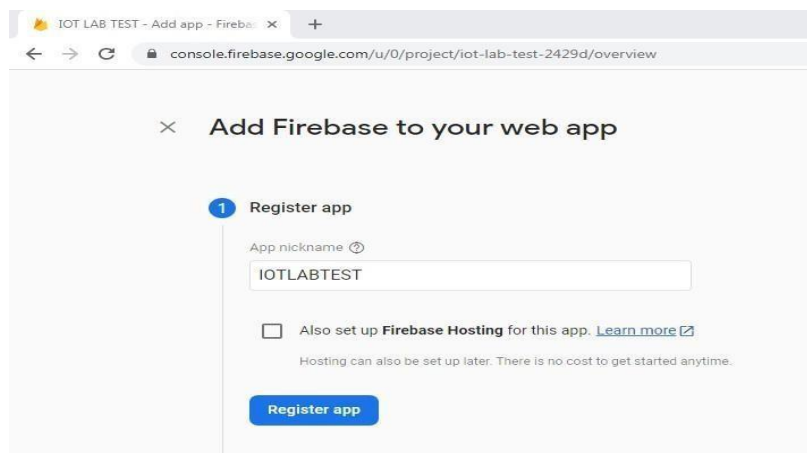 IOT LAB TEST - Add app - Fireba
console.firebase.google.com/u/0/project/iot-lab-test-2429d/overview
Add Firebase to your web app
1 Register app
App nickname
IOTLABTEST
Also set up Firebase Hosting for this app. Learn more
Hosting can also be set up later. There is no cost to get started anytime.
Register app